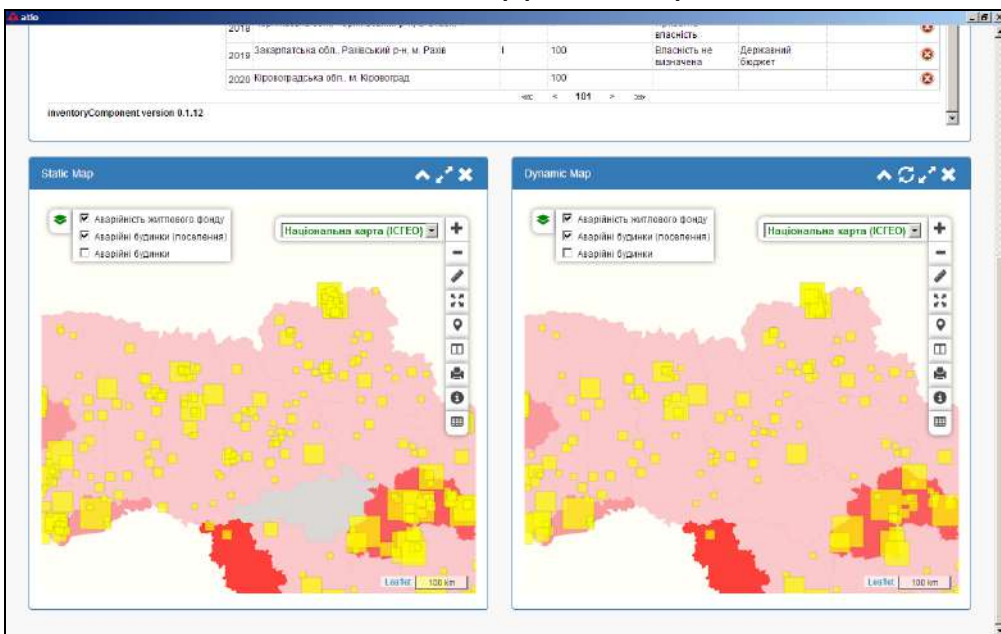 atlo
2018
власність
2019 Закарпатська обл., Рахівський р-н, м. Рахів I 100 Власність не визначена Державний бюджет
2020 Кіровоградська обл., м. Кіровоград 100
<<< < 101 > >>>
inventoryComponent version 0.1.12
Static Map
Аварійність житлового фонду
Аварійні будинки (поселення)
Аварійні будинки
Національна карта (ІСГЕО)
Leaflet 100 km
Dynamic Map
Аварійність житлового фонду
Аварійні будинки (поселення)
Аварійні будинки
Національна карта (ІСГЕО)
Leaflet 100 km